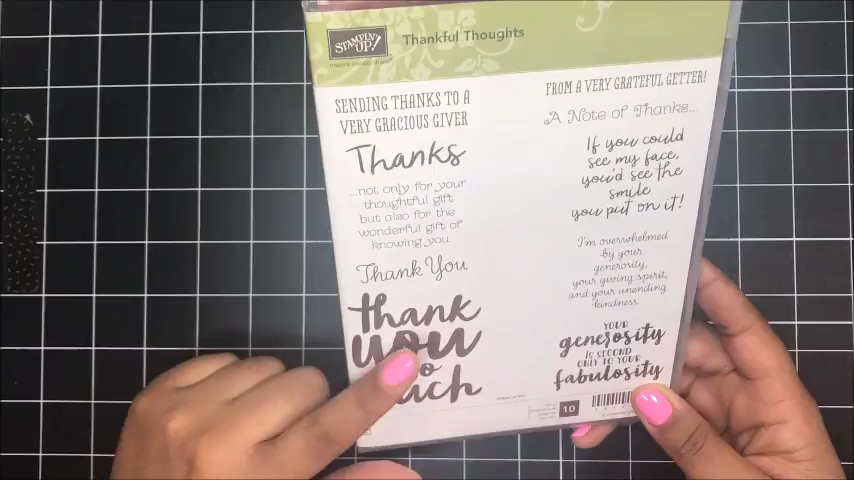 STAMPIN' UP!
Thankful Thoughts
SENDING THANKS TO A
VERY GRACIOUS GIVER
Thanks
...not only for your
thoughtful gift
but also for the
wonderful gift of
knowing you.
Thank You
thank
you
FROM A VERY GRATEFUL GETTER!
A Note of Thanks...
If you could
see my face,
you'd see the
smile
you put on it!
I'm overwhelmed
by your
generosity,
your giving spirit,
and your unending
kindness.
YOUR
generosity
IS SECOND
ONLY TO YOUR
fabulosity
10